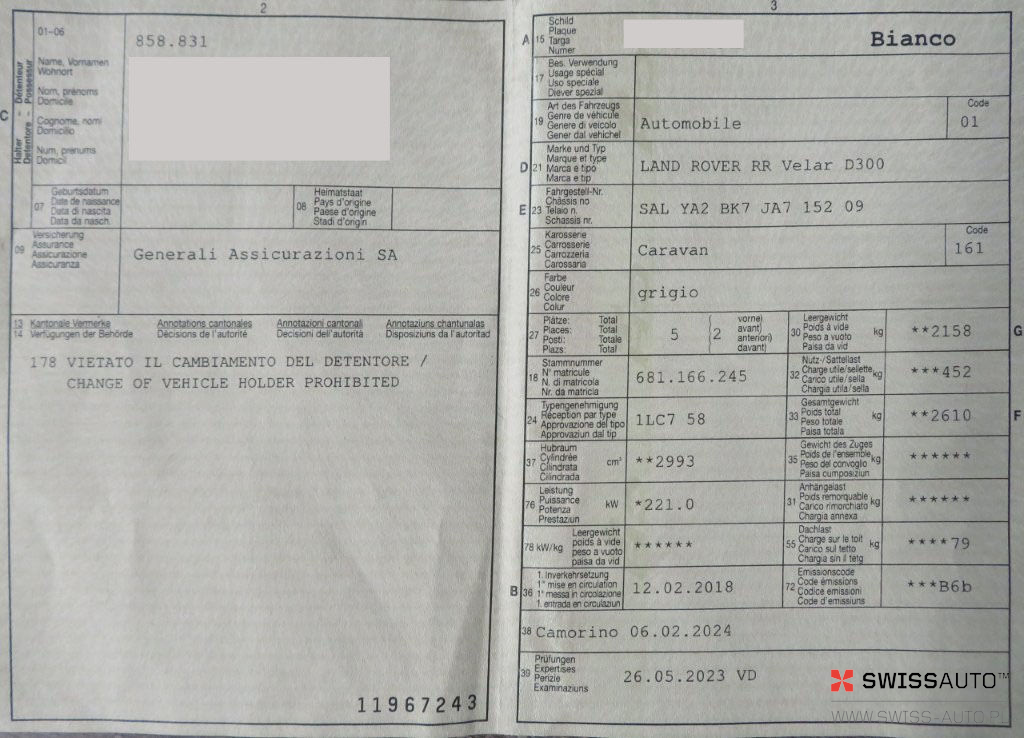 2
01-06
858.831
C
Halter - Détenteur
Detentore - Possessur
Name, Vornamen
Wohnort
Nom, prénoms
Domicile
Cognome, nomi
Domicilio
Num, prenums
Domicil
07
Geburtsdatum
Date de naissance
Data di nascita
Data da nasch.
08
Heimatstaat
Pays d'origine
Paese d'origine
Stadi d'origin
09
Versicherung
Assurance
Assicurazione
Assicuranza
Generali Assicurazioni SA
13 Kantonale Vermerke Annotations cantonales Annotazioni cantonali Annotaziuns chantunalas
14 Verfügungen der Behörde Décisions de l'autorité Decisioni dell'autorità Disposiziuns da l'autoritad
178 VIETATO IL CAMBIAMENTO DEL DETENTORE /
CHANGE OF VEHICLE HOLDER PROHIBITED
11967243
3
A 15
Schild
Plaque
Targa
Numer
Bianco
17
Bes. Verwendung
Usage spécial
Uso speciale
Diever spezial
19
Art des Fahrzeugs
Genre de véhicule
Genere di veicolo
Gener dal vehichel
Automobile
Code
01
D 21
Marke und Typ
Marque et type
Marca e tipo
Marca e tip
LAND ROVER RR Velar D300
E 23
Fahrgestell-Nr.
Châssis no
Telaio n.
Schassis nr.
SAL YA2 BK7 JA7 152 09
25
Karosserie
Carrosserie
Carrozzeria
Carossaria
Caravan
Code
161
26
Farbe
Couleur
Colore
Colur
grigio
27
Plätze: Total
Places: Total
Posti: Totale
Plazs: Total
5
(2
vorne)
avant)
anteriori)
davant)
30
Leergewicht
Poids à vide
Peso a vuoto
Paisa da vid
kg
**2158
G
18
Stammnummer
N° matricule
N. di matricola
Nr. da matricla
681.166.245
32
Nutz-/Sattellast
Charge utile/sellette
Carico utile/sella
Chargia utila/sella
kg
***452
24
Typengenehmigung
Réception par type
Approvazione del tipo
Approvaziun dal tip
1LC7 58
33
Gesamtgewicht
Poids total
Peso totale
Paisa totala
kg
**2610
F
37
Hubraum
Cylindrée
Cilindrata
Cilindrada
cm³
**2993
35
Gewicht des Zuges
Poids de l'ensemble
Peso del convoglio
Paisa cumposiziun
kg
******
76
Leistung
Puissance
Potenza
Prestaziun
kW
*221.0
31
Anhängelast
Poids remorquable
Carico rimorchiato
Chargia annexa
kg
******
78 kW/kg
Leergewicht
poids à vide
peso a vuoto
paisa da vid
******
55
Dachlast
Charge sur le toit
Carico sul tetto
Chargia sin il tetg
kg
****79
B 36
1. Inverkehrsetzung
1re mise en circulation
1a messa in circolazione
1. entrada en circulaziun
12.02.2018
72
Emissionscode
Code émissions
Codice emissioni
Code d'emissiuns
***B6b
38 Camorino 06.02.2024
39
Prüfungen
Expertises
Perizie
Examinaziuns
26.05.2023 VD
SWISSAUTO™
WWW.SWISS-AUTO.PL